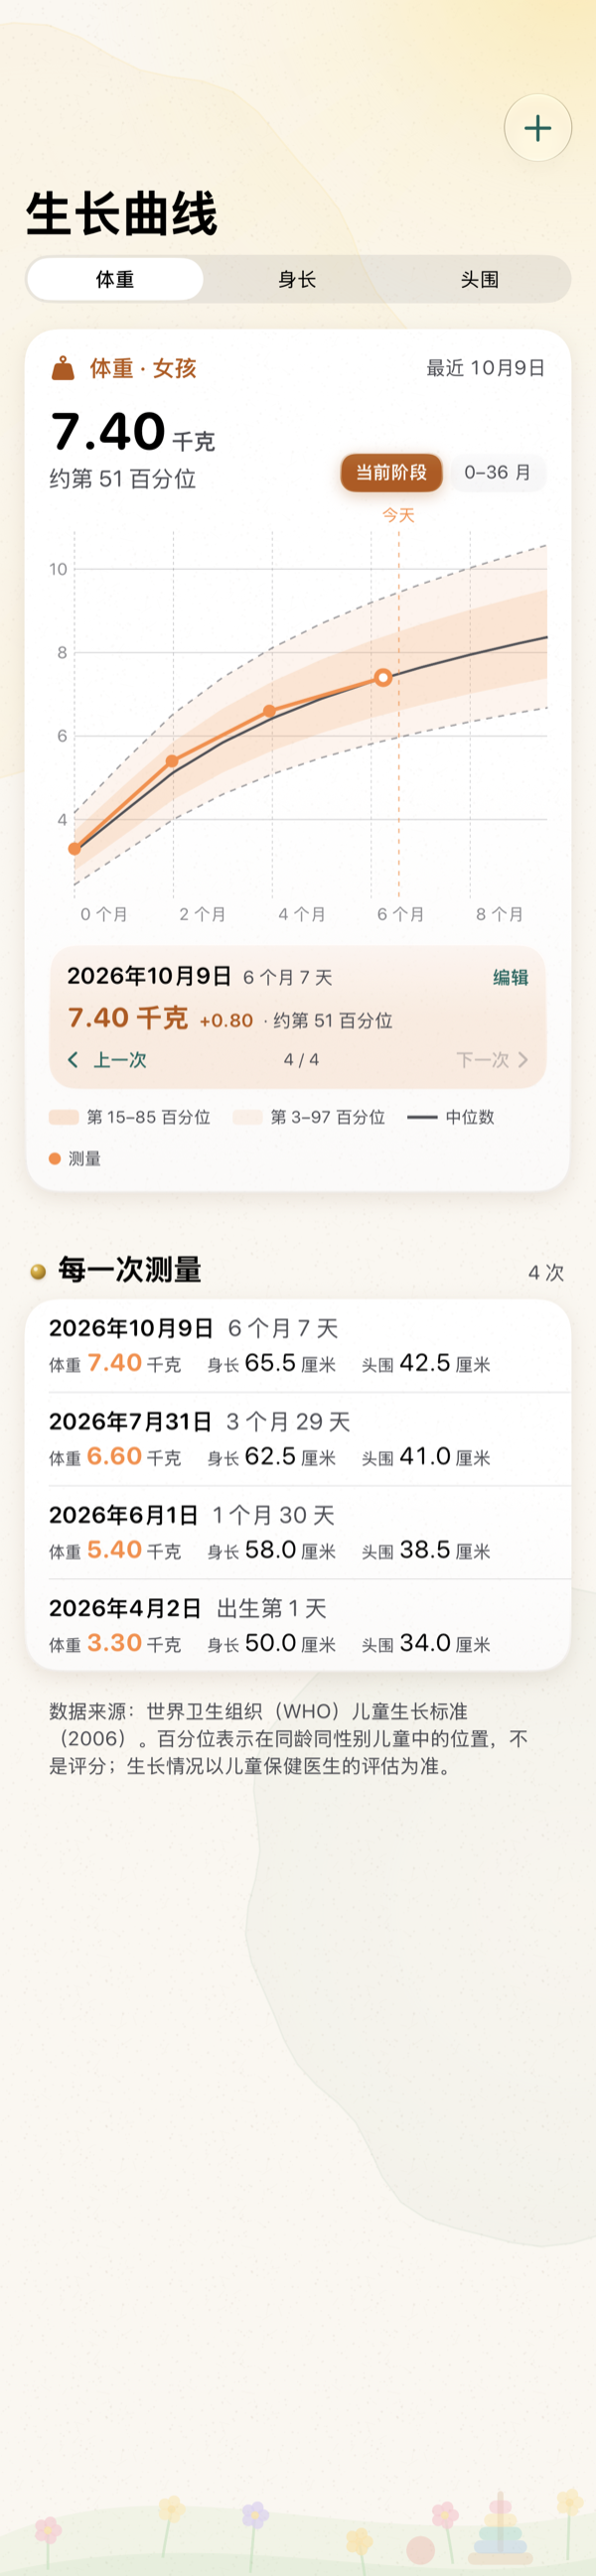 生长曲线
体重 身长 头围
体重 · 女孩 最近 10月9日
7.40 千克
约第 51 百分位 当前阶段 0–36 月
今天
10
8
6
4
0 个月 2 个月 4 个月 6 个月 8 个月
2026年10月9日 6 个月 7 天 编辑
7.40 千克 +0.80 · 约第 51 百分位
上一次 4 / 4 下一次
第 15–85 百分位 第 3–97 百分位 中位数
测量
每一次测量 4 次
2026年10月9日 6 个月 7 天
体重 7.40 千克 身长 65.5 厘米 头围 42.5 厘米
2026年7月31日 3 个月 29 天
体重 6.60 千克 身长 62.5 厘米 头围 41.0 厘米
2026年6月1日 1 个月 30 天
体重 5.40 千克 身长 58.0 厘米 头围 38.5 厘米
2026年4月2日 出生第 1 天
体重 3.30 千克 身长 50.0 厘米 头围 34.0 厘米
数据来源：世界卫生组织（WHO）儿童生长标准
（2006）。百分位表示在同龄同性别儿童中的位置，不
是评分；生长情况以儿童保健医生的评估为准。